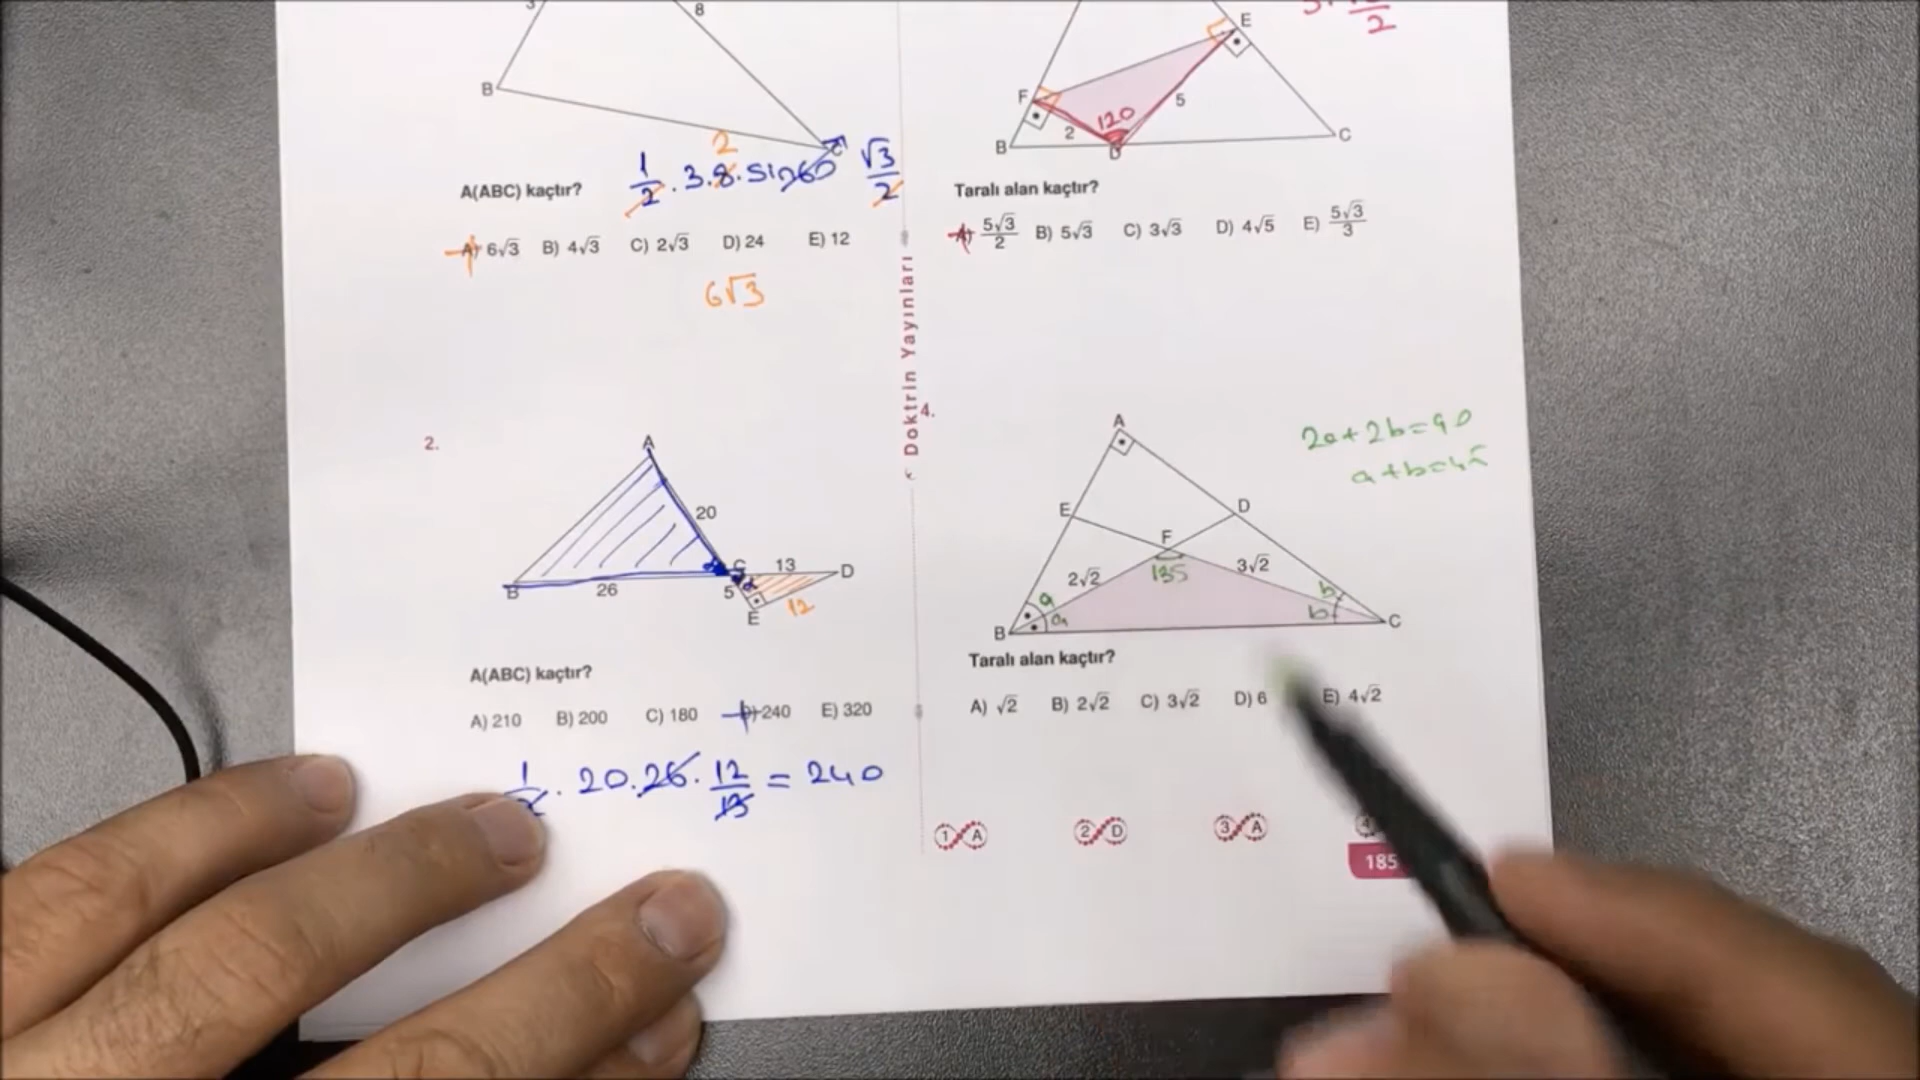 3
8
B
C
2
1/2 . 3.8. sin60 √3/2
A(ABC) kaçtır?
A) 6√3 B) 4√3 C) 2√3 D) 24 E) 12
6√3
2
E
F
5
120
2
B
D
C
Taralı alan kaçtır?
A) 5√3/2 B) 5√3 C) 3√3 D) 4√5 E) 5√3/3
Doktrin Yayınları
2.
A
20
C
13
D
B
26
5
12
E
A(ABC) kaçtır?
A) 210 B) 200 C) 180 D) 240 E) 320
1/2 . 20.26. 12/13 = 240
4.
A
2a+2b=90
a+b=45
E
D
F
2√2
135
3√2
a
b
a
b
B
C
Taralı alan kaçtır?
A) √2 B) 2√2 C) 3√2 D) 6 E) 4√2
1 A 2 D 3 A 4
185